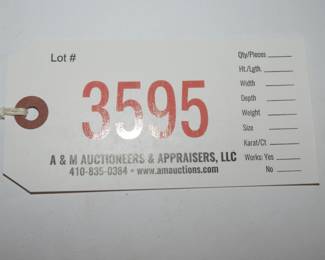 Lot #
3595
A & M AUCTIONEERS & APPRAISERS, LLC
410-835-0384 • www.amauctions.com
Qty/Pieces
Ht./Lgth.
Width
Depth
Weight
Size
Karat/Ct.
Works: Yes
No